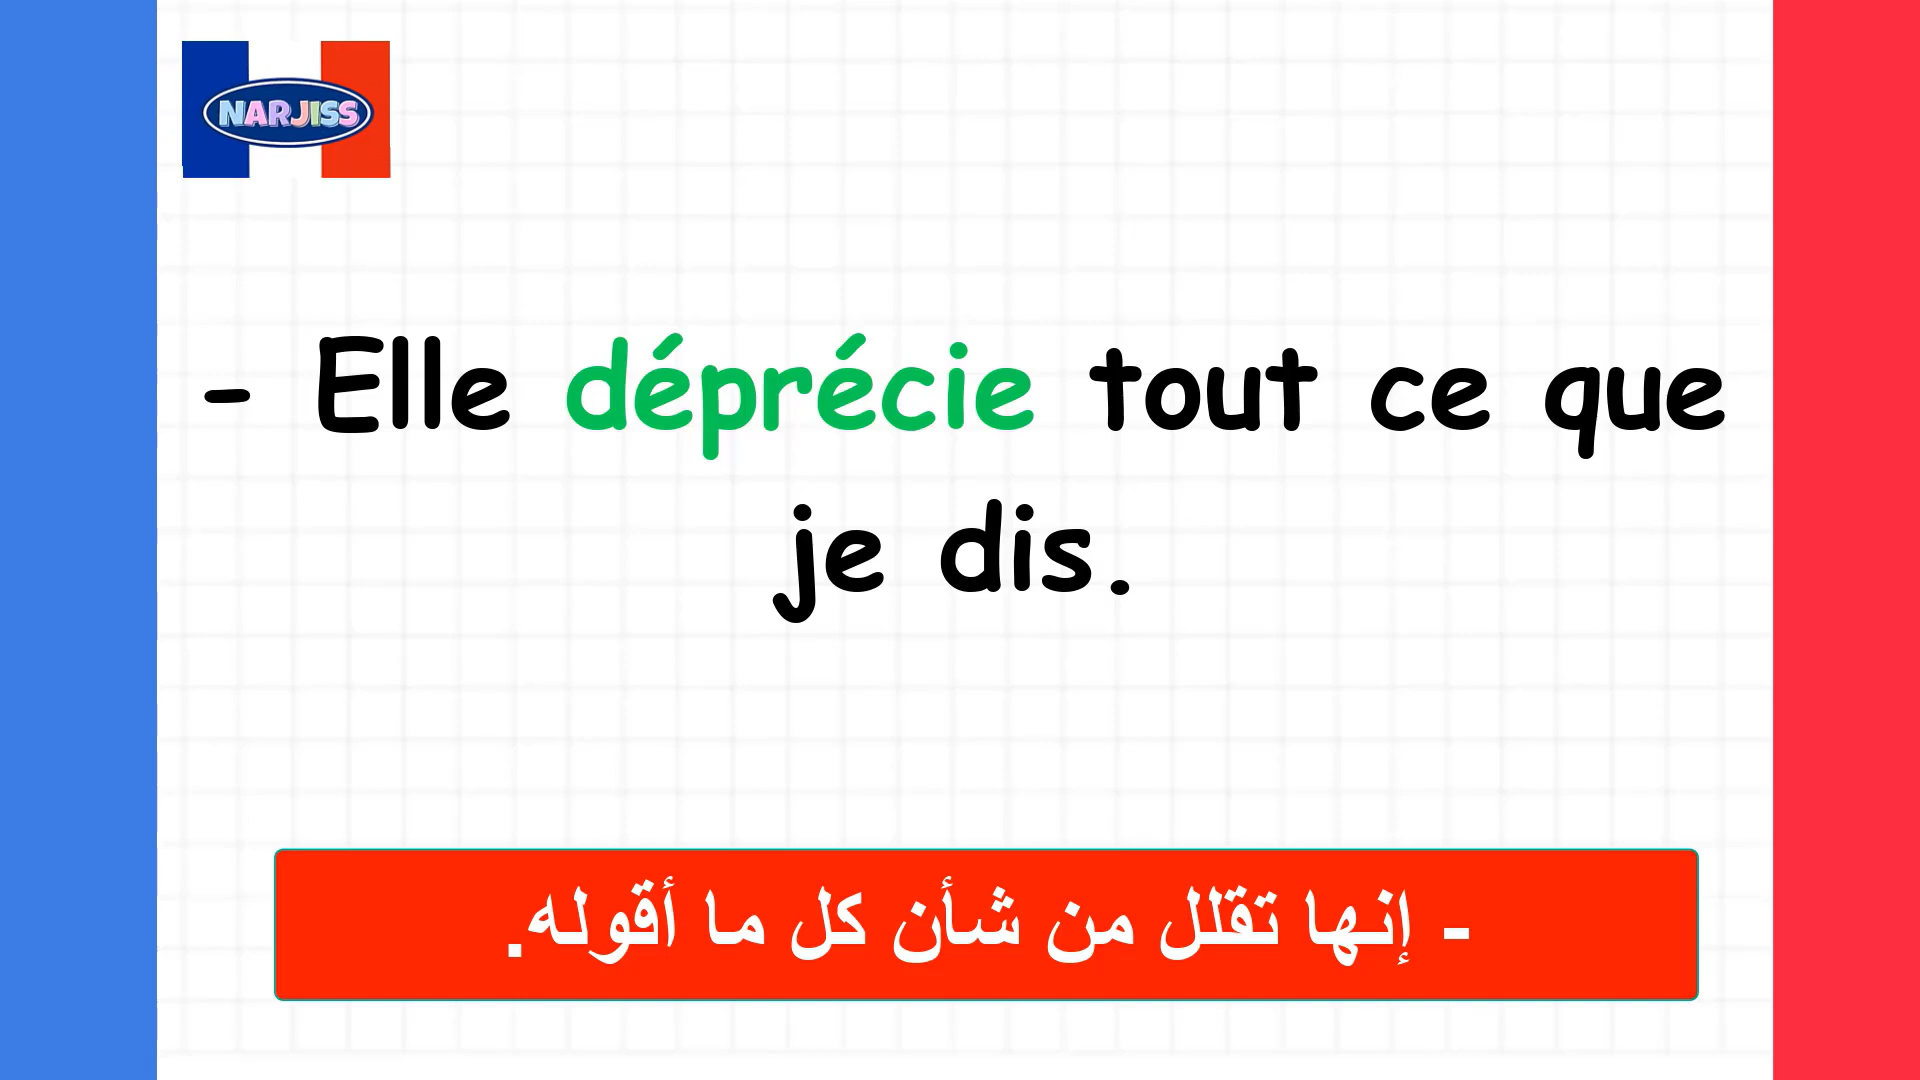 NARJISS
- Elle déprécie tout ce que
je dis.
- إنها تقلل من شأن كل ما أقوله.